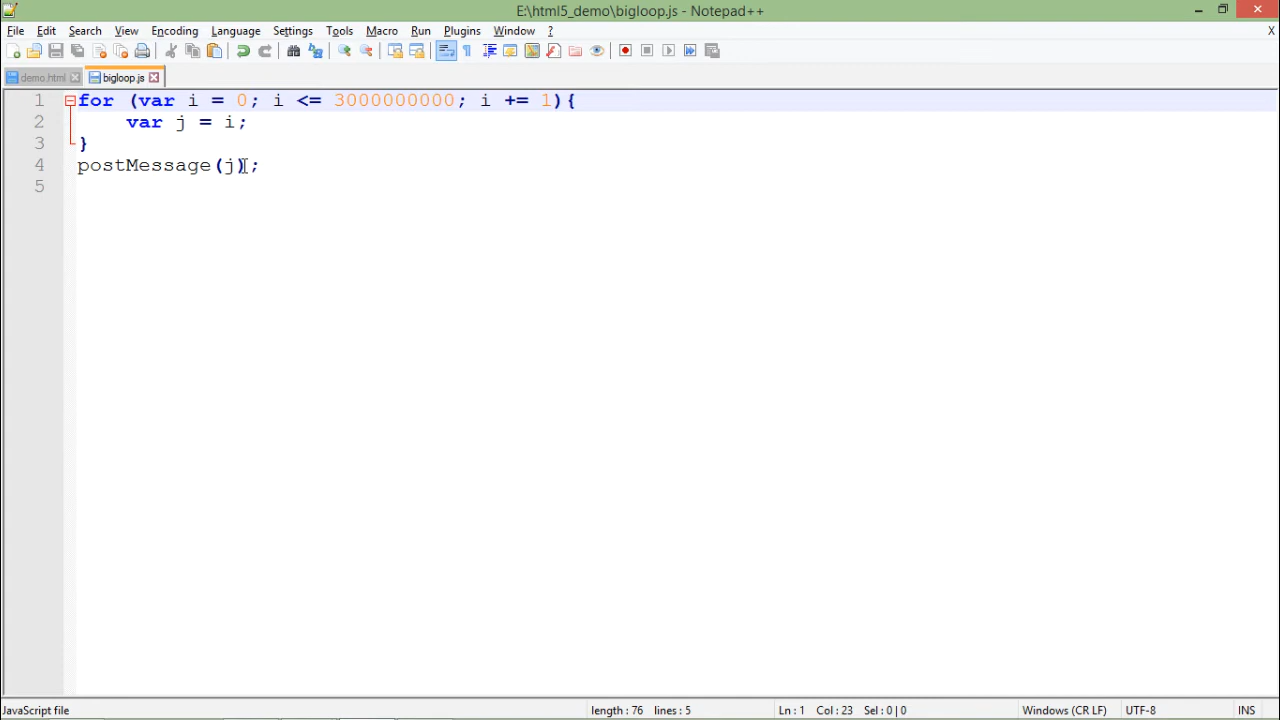 E:\html5_demo\bigloop.js - Notepad++
File Edit Search View Encoding Language Settings Tools Macro Run Plugins Window ? X
demo.html bigloop.js
1 for (var i = 0; i <= 3000000000; i += 1){
2 var j = i;
3 }
4 postMessage(j);
5
JavaScript file length: 76 lines: 5 Ln: 1 Col: 23 Sel: 0 | 0 Windows (CR LF) UTF-8 INS